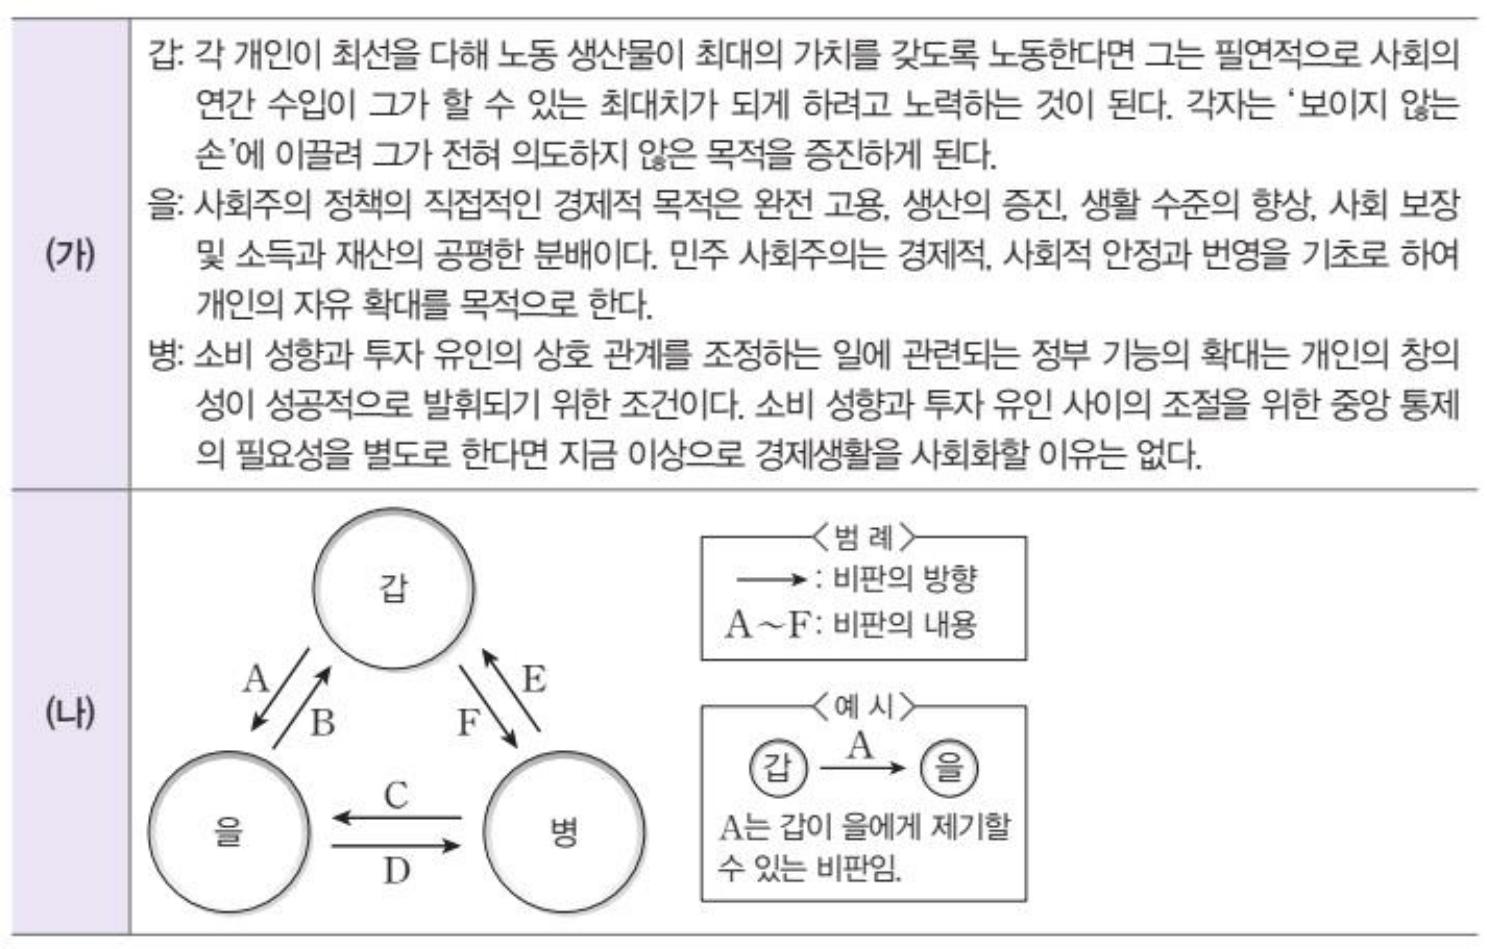 (가)
갑: 각 개인이 최선을 다해 노동 생산물이 최대의 가치를 갖도록 노동한다면 그는 필연적으로 사회의
연간 수입이 그가 할 수 있는 최대치가 되게 하려고 노력하는 것이 된다. 각자는 ‘보이지 않는
손’에 이끌려 그가 전혀 의도하지 않은 목적을 증진하게 된다.
을: 사회주의 정책의 직접적인 경제적 목적은 완전 고용, 생산의 증진, 생활 수준의 향상, 사회 보장
및 소득과 재산의 공평한 분배이다. 민주 사회주의는 경제적, 사회적 안정과 번영을 기초로 하여
개인의 자유 확대를 목적으로 한다.
병: 소비 성향과 투자 유인의 상호 관계를 조정하는 일에 관련되는 정부 기능의 확대는 개인의 창의
성이 성공적으로 발휘되기 위한 조건이다. 소비 성향과 투자 유인 사이의 조절을 위한 중앙 통제
의 필요성을 별도로 한다면 지금 이상으로 경제생활을 사회화할 이유는 없다.
(나)
갑
A
B
E
F
을
C
D
병
<범 례>
→ : 비판의 방향
A~F: 비판의 내용
<예 시>
갑 A 을
A는 갑이 을에게 제기할
수 있는 비판임.